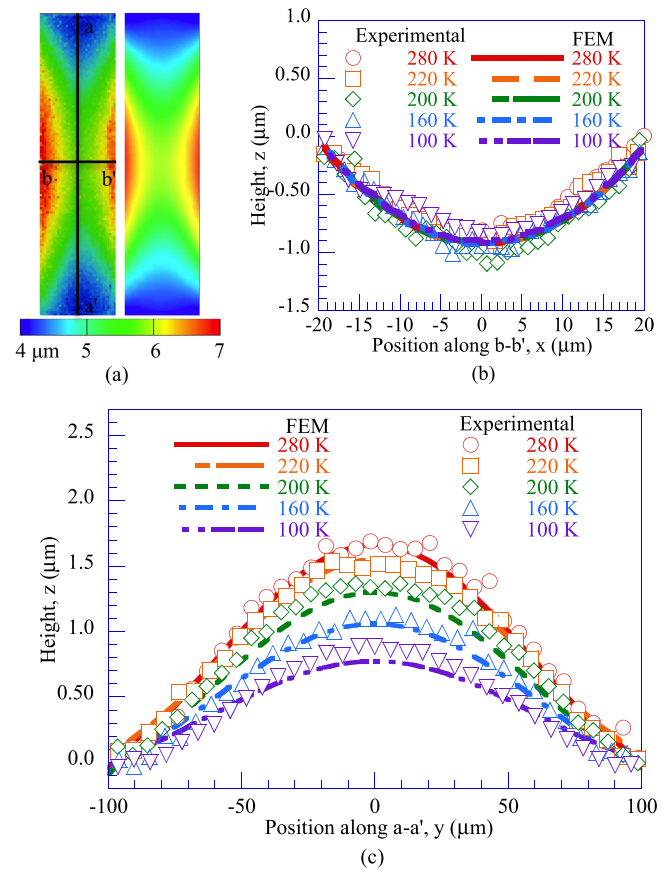 a
b b'
a'
4 μm 5 6 7
(a)
Experimental FEM
280 K 280 K
220 K 220 K
200 K 200 K
160 K 160 K
100 K 100 K
1.0
0.50
0.0
-0.50
-1.0
-1.5
Height, z (μm)
-20 -15 -10 -5 0 5 10 15 20
Position along b-b', x (μm)
(b)
FEM Experimental
280 K 280 K
220 K 220 K
200 K 200 K
160 K 160 K
100 K 100 K
2.5
2.0
1.5
1.0
0.50
0.0
Height, z (μm)
-100 -50 0 50 100
Position along a-a', y (μm)
(c)